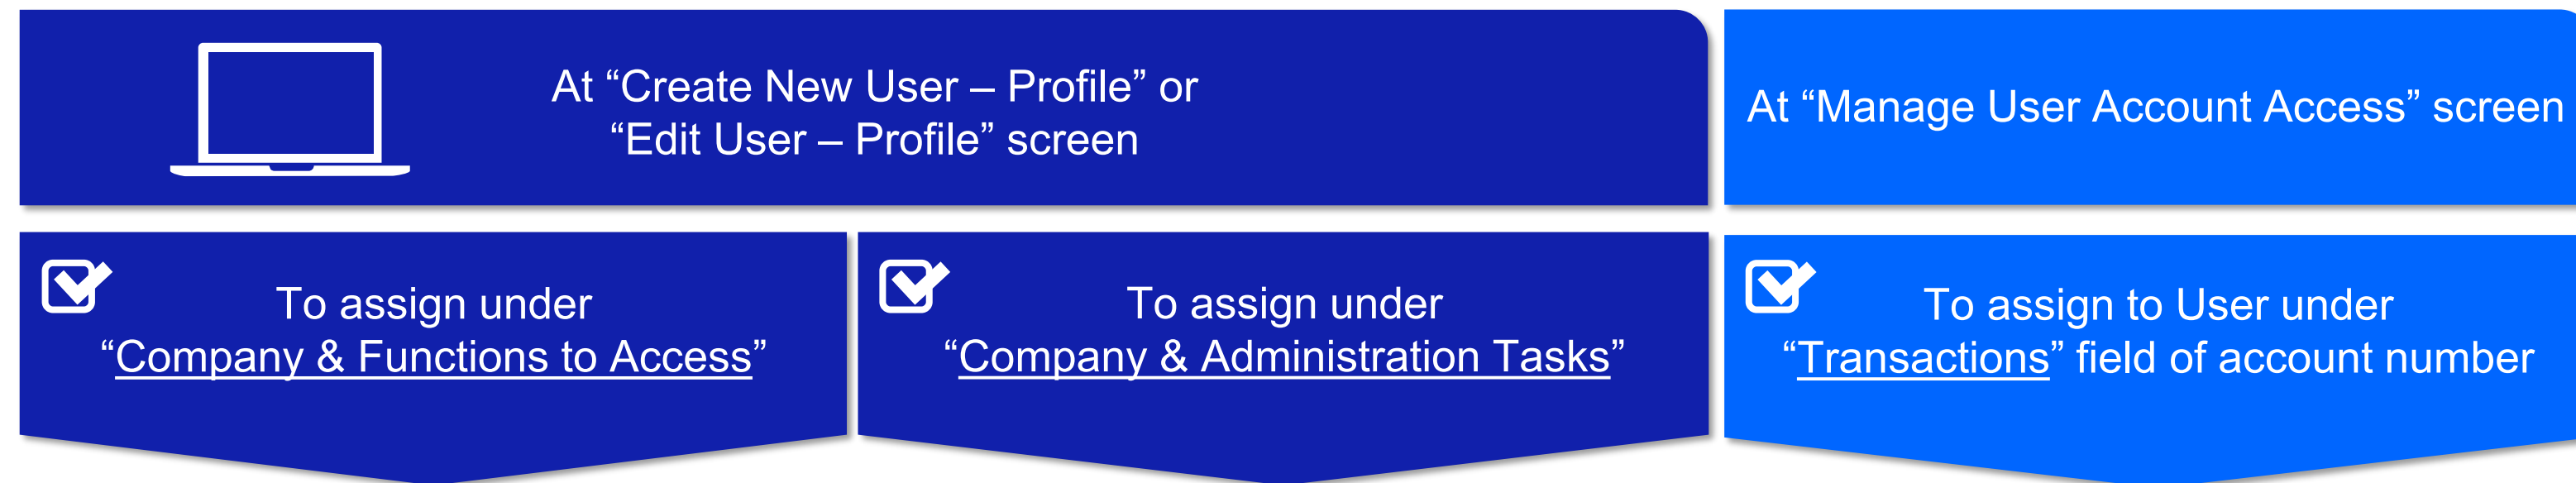 At “Create New User – Profile” or
“Edit User – Profile” screen
At “Manage User Account Access” screen
To assign under
“Company & Functions to Access”
To assign under
“Company & Administration Tasks”
To assign to User under
“Transactions” field of account number